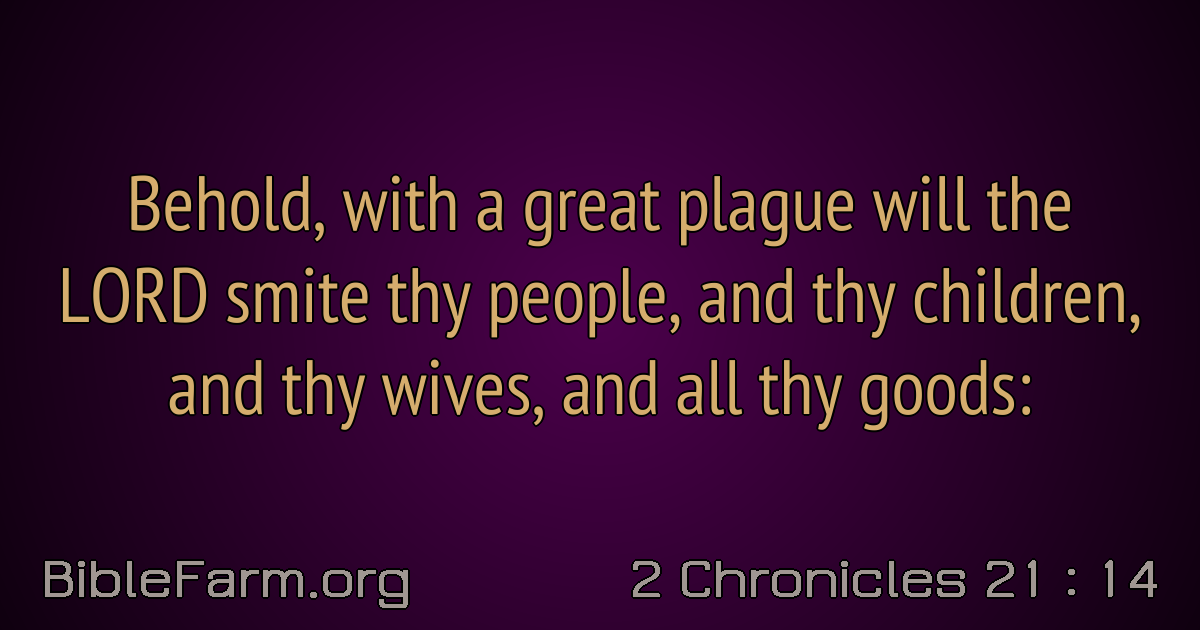 Behold, with a great plague will the
LORD smite thy people, and thy children,
and thy wives, and all thy goods:
BibleFarm.org
2 Chronicles 21 : 14